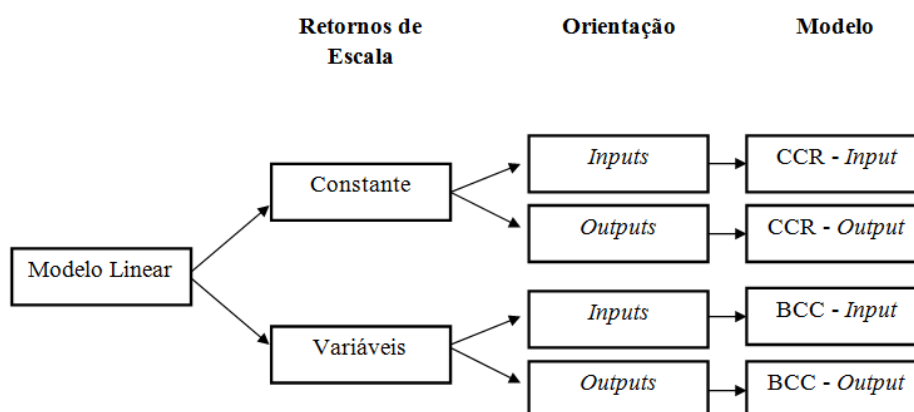 Retornos de
Escala
Orientação
Modelo
Inputs
CCR - Input
Constante
Outputs
CCR - Output
Modelo Linear
Inputs
BCC - Input
Variáveis
Outputs
BCC - Output